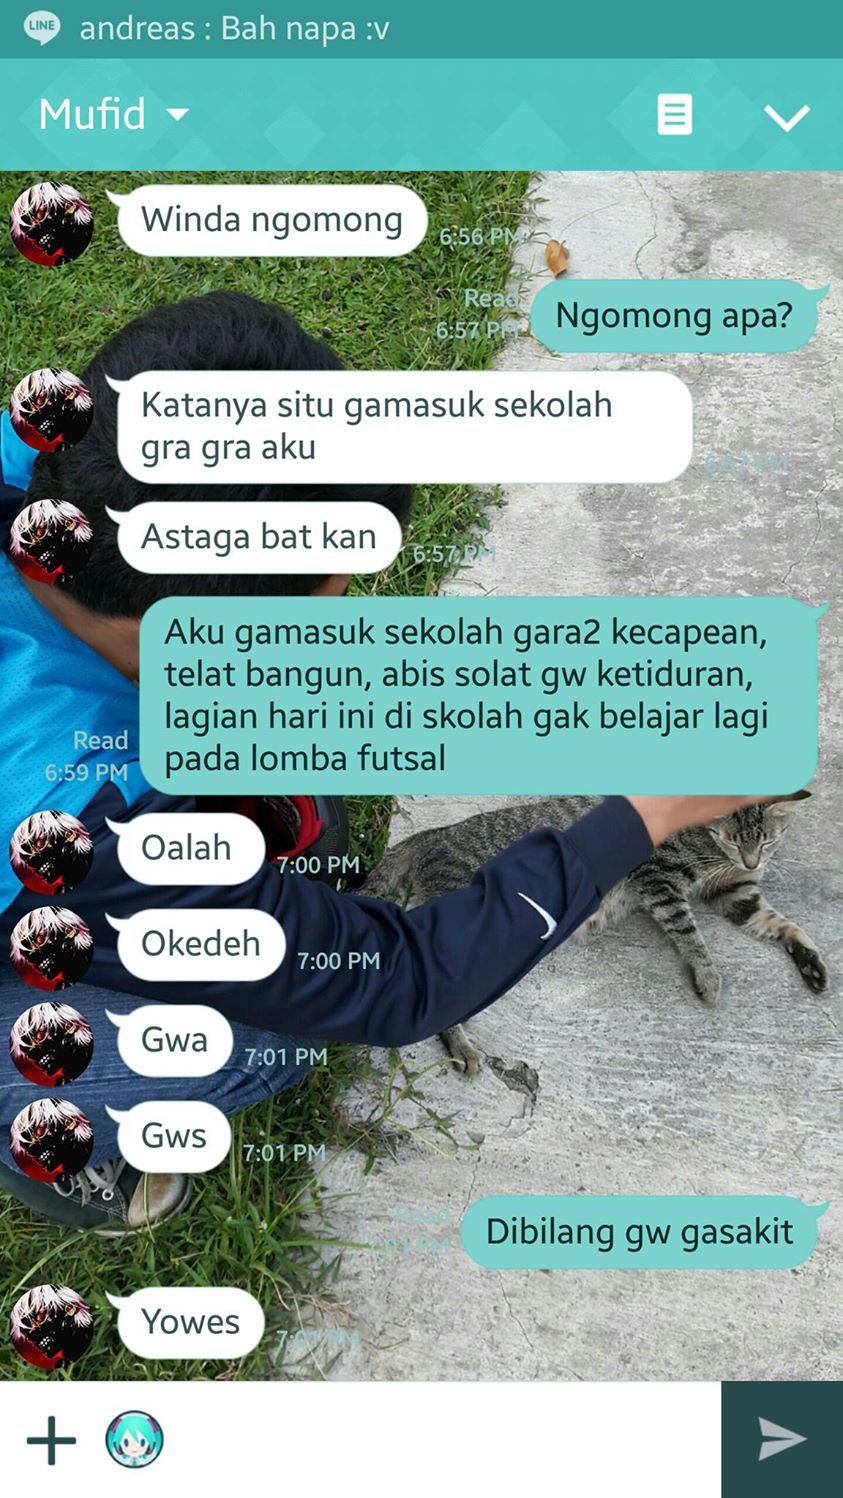 LINE
andreas : Bah napa :v
Mufid
Winda ngomong
6:56 PM
Read
6:57 PM
Ngomong apa?
Katanya situ gamasuk sekolah
gra gra aku
6:57 PM
Astaga bat kan
6:57 PM
Aku gamasuk sekolah gara2 kecapean,
telat bangun, abis solat gw ketiduran,
lagian hari ini di skolah gak belajar lagi
pada lomba futsal
Read
6:59 PM
Oalah
7:00 PM
Okedeh
7:00 PM
Gwa
7:01 PM
Gws
7:01 PM
Read
7:01 PM
Dibilang gw gasakit
Yowes
7:01 PM